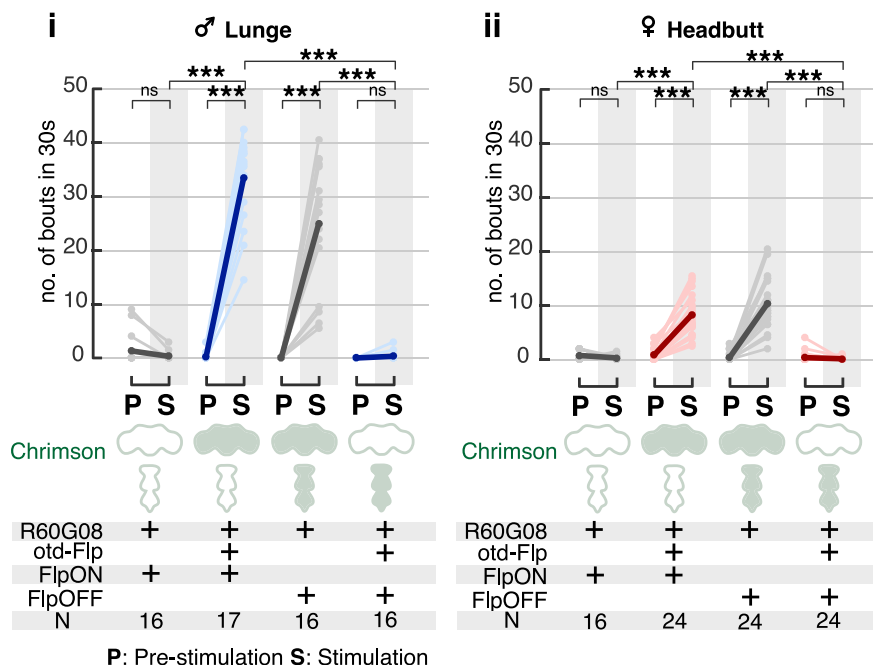 i ♂ Lunge
***
*** ***
ns *** *** ns
50
40
30
20
10
0
no. of bouts in 30s
P S P S P S P S
Chrimson
R60G08 + + + +
otd-Flp + +
FlpON + +
FlpOFF + +
N 16 17 16 16
ii ♀ Headbutt
***
*** ***
ns *** *** ns
50
40
30
20
10
0
no. of bouts in 30s
P S P S P S P S
Chrimson
R60G08 + + + +
otd-Flp + +
FlpON + +
FlpOFF + +
N 16 24 24 24
P: Pre-stimulation S: Stimulation